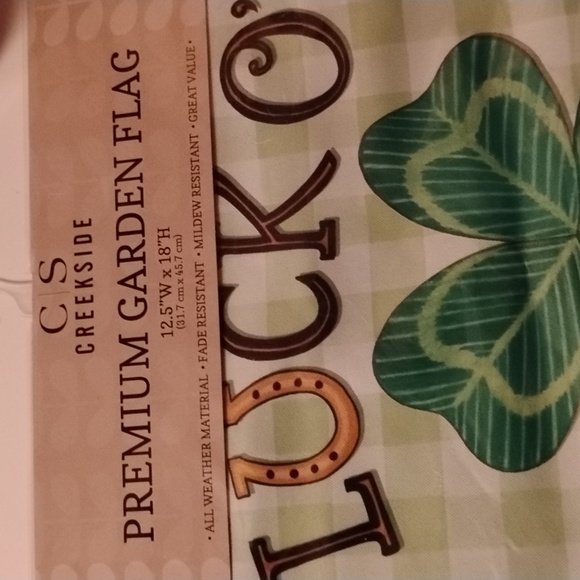 C|S
CREEKSIDE
PREMIUM GARDEN FLAG
12.5"W x 18"H
(31.7 cm x 45.7 cm)
• ALL WEATHER MATERIAL • FADE RESISTANT • MILDEW RESISTANT • GREAT VALUE •
LUCK O'